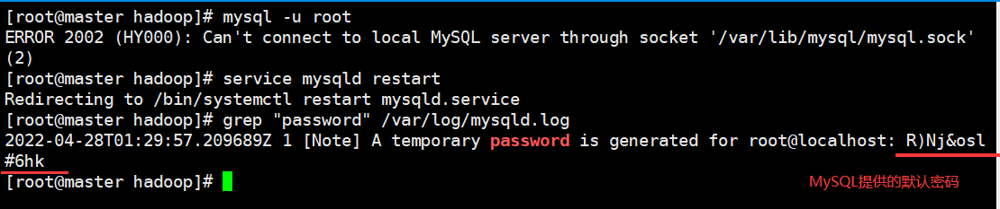 [root@master hadoop]# mysql -u root
ERROR 2002 (HY000): Can't connect to local MySQL server through socket '/var/lib/mysql/mysql.sock'
(2)
[root@master hadoop]# service mysqld restart
Redirecting to /bin/systemctl restart mysqld.service
[root@master hadoop]# grep "password" /var/log/mysqld.log
2022-04-28T01:29:57.209689Z 1 [Note] A temporary password is generated for root@localhost: R)Nj&osl
#6hk
[root@master hadoop]#
MySQL提供的默认密码